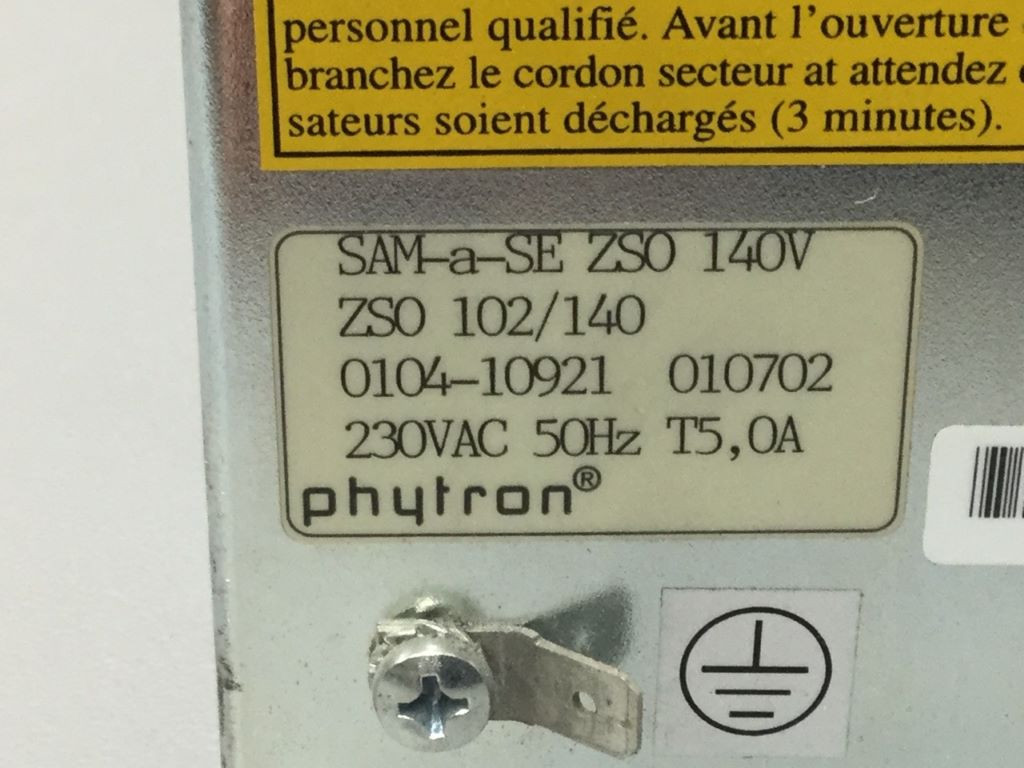 personnel qualifié. Avant l'ouverture
branchez le cordon secteur at attendez
sateurs soient déchargés (3 minutes).
SAM-a-SE ZSO 140V
ZSO 102/140
0104-10921 010702
230VAC 50Hz T5,0A
phytron®